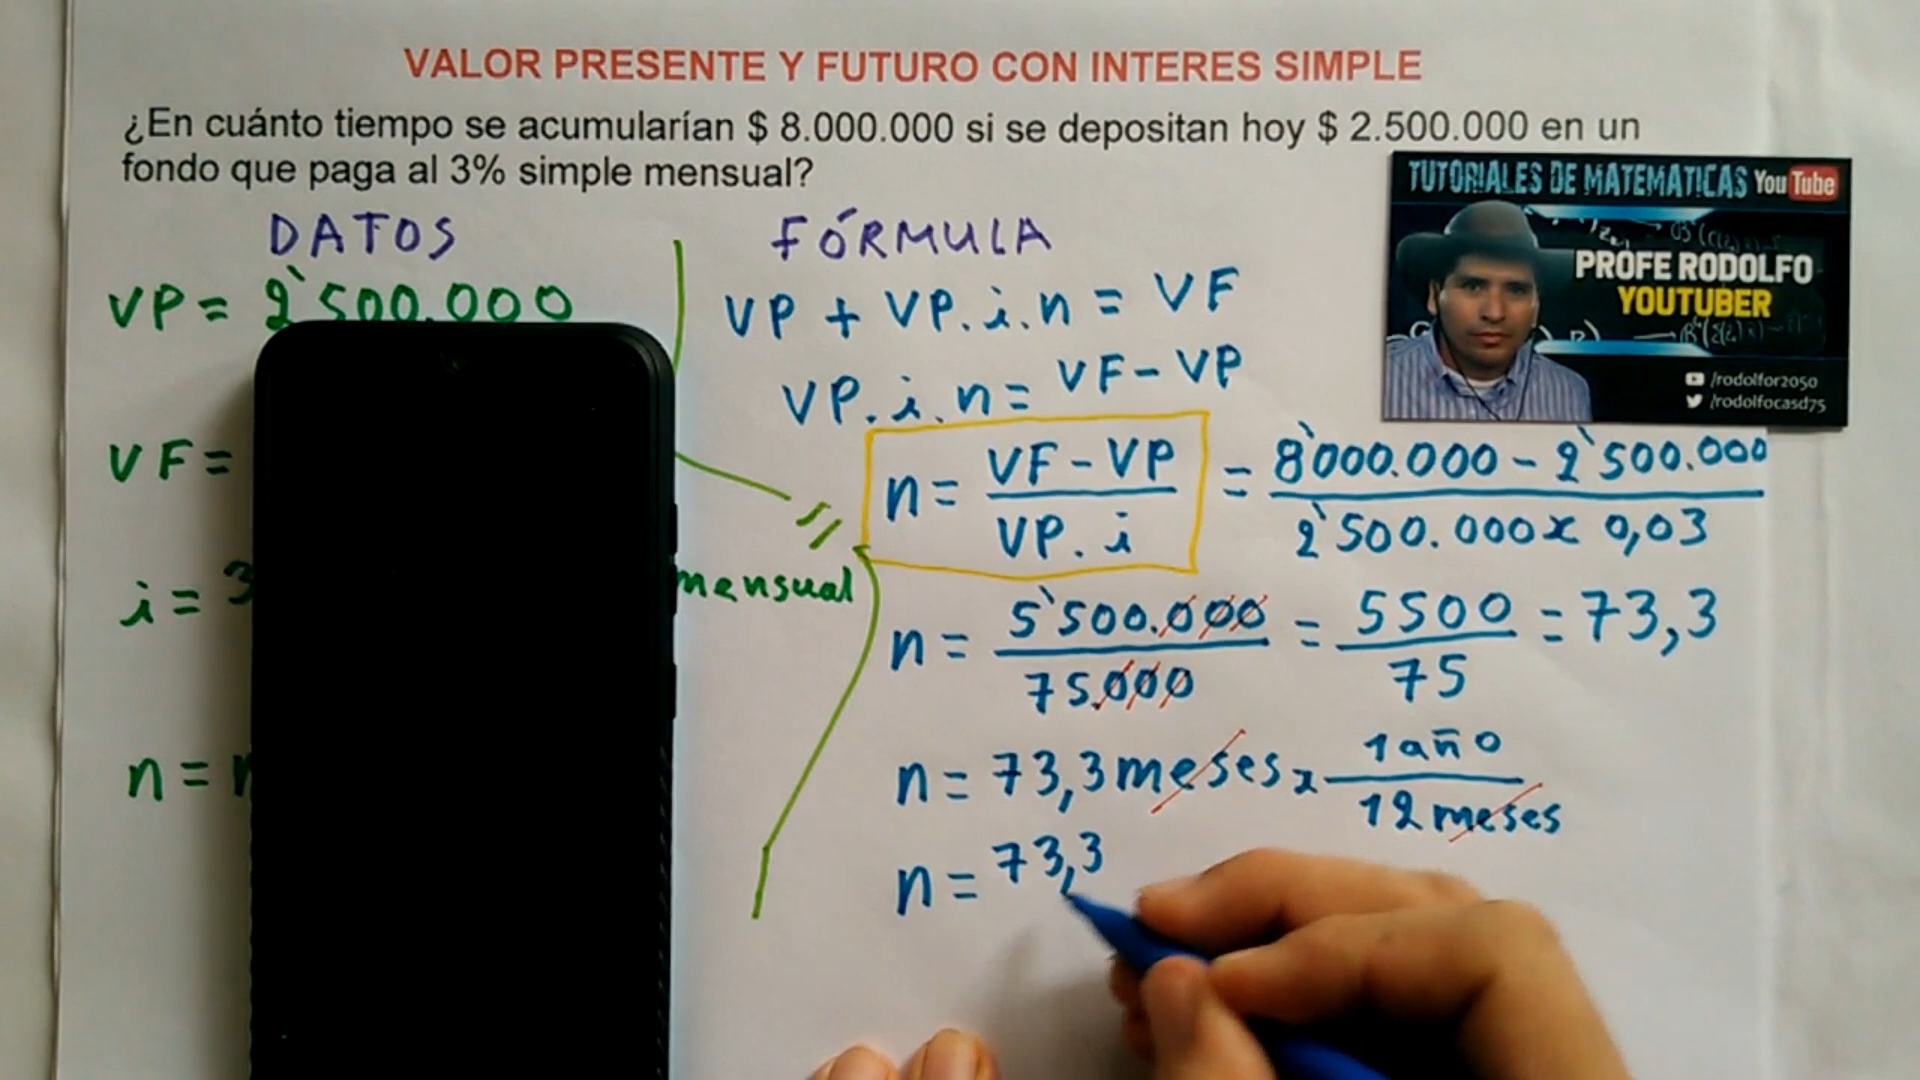 VALOR PRESENTE Y FUTURO CON INTERES SIMPLE
¿En cuánto tiempo se acumularían $ 8.000.000 si se depositan hoy $ 2.500.000 en un
fondo que paga al 3% simple mensual?
TUTORIALES DE MATEMATICAS YouTube
PROFE RODOLFO
YOUTUBER
/rodolfor2050
/rodolfocasd75
DATOS
VP = 2`500.000
VF =
i = 3 mensual
n =
FÓRMULA
VP + VP.i.n = VF
VP.i.n = VF - VP
n = VF - VP / VP.i = 8`000.000 - 2`500.000 / 2`500.000 x 0,03
n = 5`500.000 / 75.000 = 5500 / 75 = 73,3
n = 73,3 meses x 1 año / 12 meses
n = 73,3